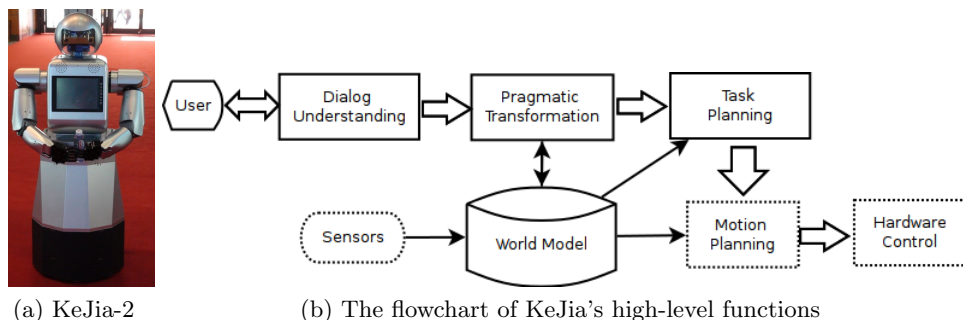 User
Dialog
Understanding
Pragmatic
Transformation
Task
Planning
Sensors
World Model
Motion
Planning
Hardware
Control
(a) KeJia-2
(b) The flowchart of KeJia's high-level functions